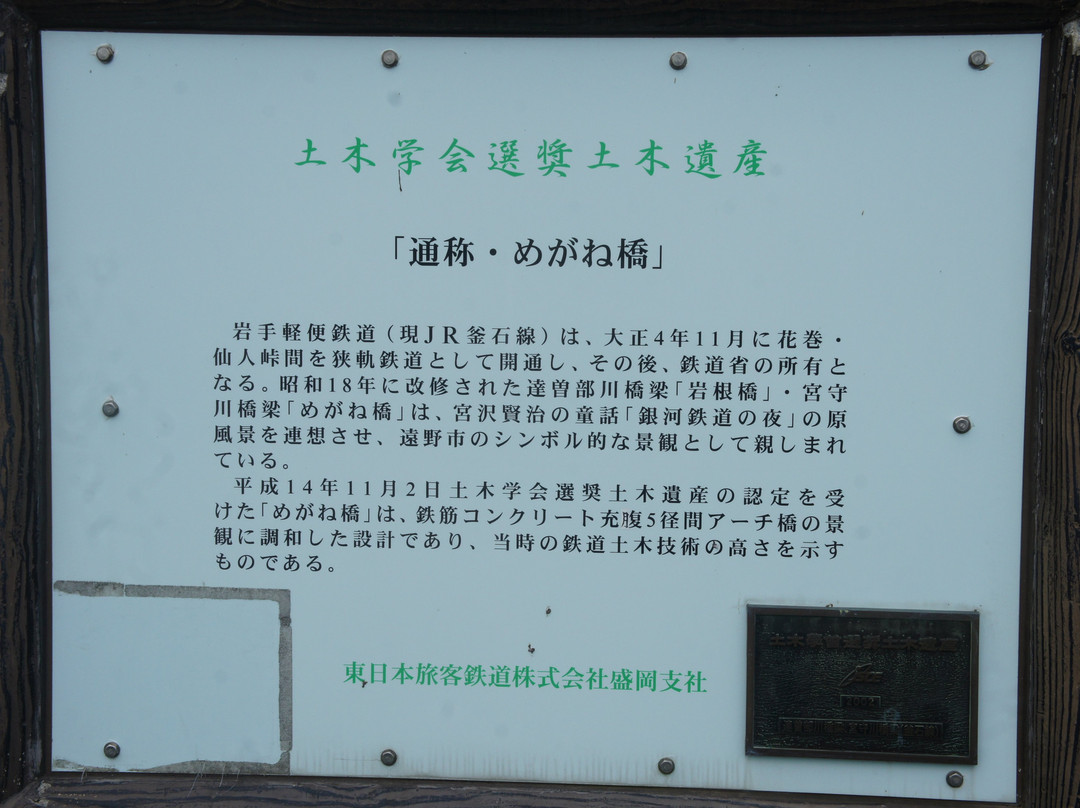 土木学会選奨土木遺産
「通称・めがね橋」
岩手軽便鉄道（現JR釜石線）は、大正4年11月に花巻・
仙人峠間を狭軌鉄道として開通し、その後、鉄道省の所有と
なる。昭和18年に改修された達曽部川橋梁「岩根橋」・宮守
川橋梁「めがね橋」は、宮沢賢治の童話「銀河鉄道の夜」の原
風景を連想させ、遠野市のシンボル的な景観として親しまれ
ている。
平成14年11月2日土木学会選奨土木遺産の認定を受
けた「めがね橋」は、鉄筋コンクリート充腹5径間アーチ橋の景
観に調和した設計であり、当時の鉄道土木技術の高さを示す
ものである。
東日本旅客鉄道株式会社盛岡支社
土木学会選奨土木遺産
2002